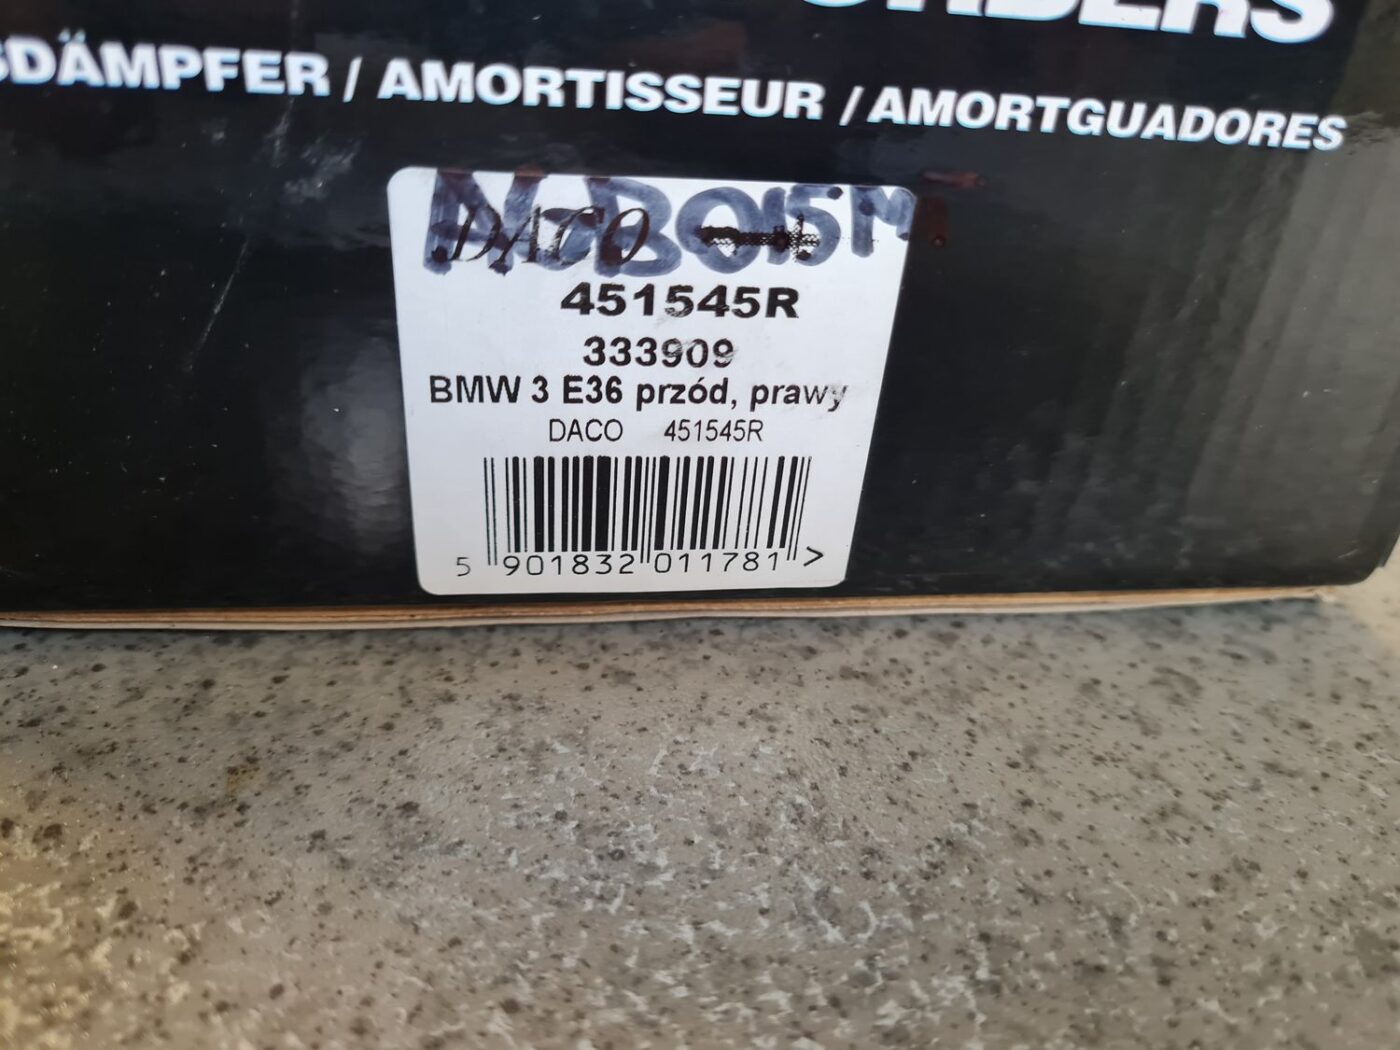 SDÄMPFER / AMORTISSEUR / AMORTGUADORES
DACO
451545R
333909
BMW 3 E36 przód, prawy
DACO 451545R
5 901832 011781 >